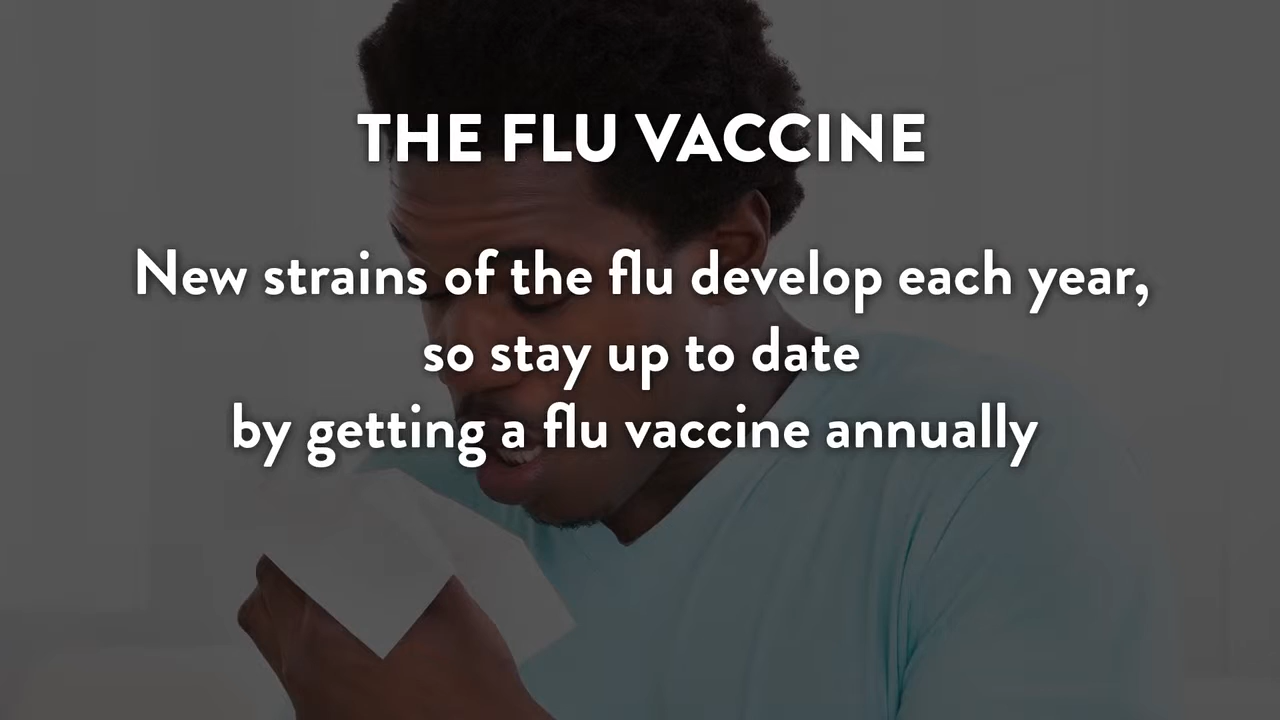 THE FLU VACCINE
New strains of the flu develop each year,
so stay up to date
by getting a flu vaccine annually